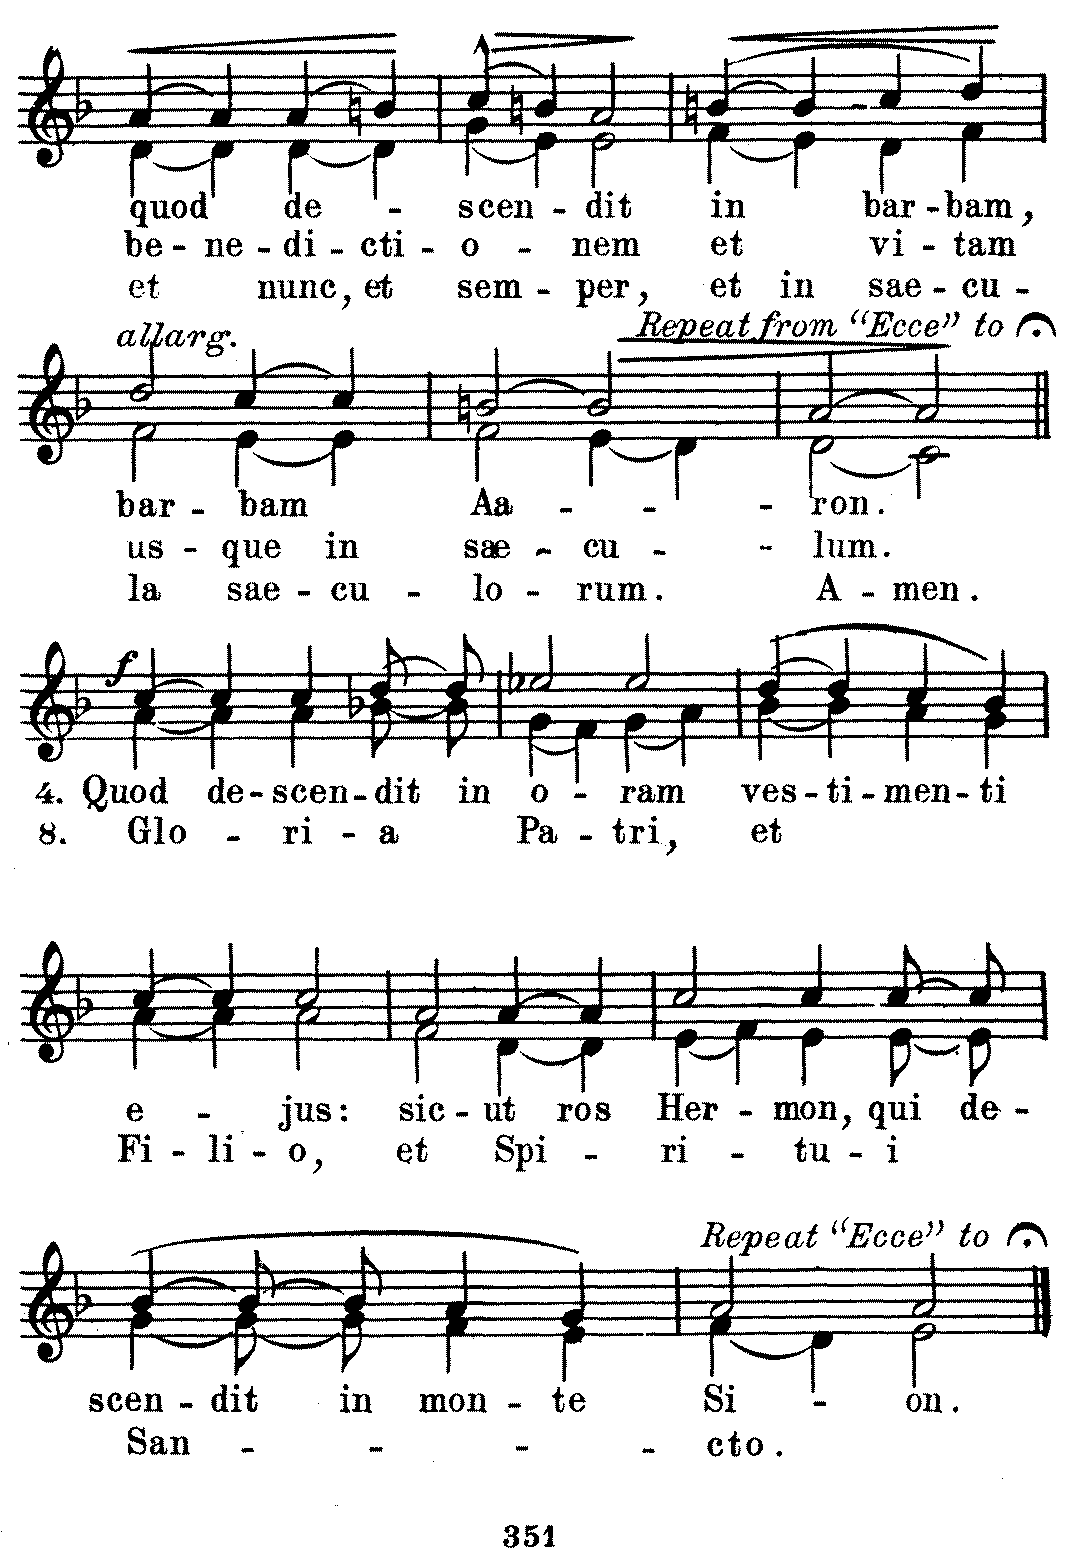 quod de - scen - dit in bar - bam,
be - ne - di - cti - o - nem et vi - tam
et nunc, et sem - per, et in sae - cu -
allarg. Repeat from “Ecce” to
bar - bam Aa - - - ron.
us - que in sæ - cu - - lum.
la sae - cu - lo - rum. A - men.
f
4. Quod de - scen - dit in o - ram ves - ti - men - ti
8. Glo - ri - a Pa - tri, et
e - jus: sic - ut ros Her - mon, qui de -
Fi - li - o, et Spi - ri - tu - i
Repeat “Ecce” to
scen - dit in mon - te Si - on.
San - - - - cto.
351